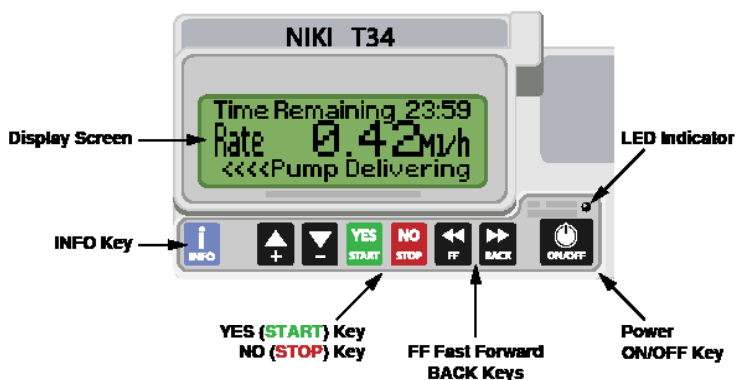 NIKI T34
Time Remaining 23:59
Rate 0.42Ml/h
<<<<Pump Delivering
Display Screen
LED Indicator
INFO Key
i
INFO
+
-
YES
START
NO
STOP
FF
BACK
ON/OFF
YES (START) Key
NO (STOP) Key
FF Fast Forward
BACK Keys
Power
ON/OFF Key